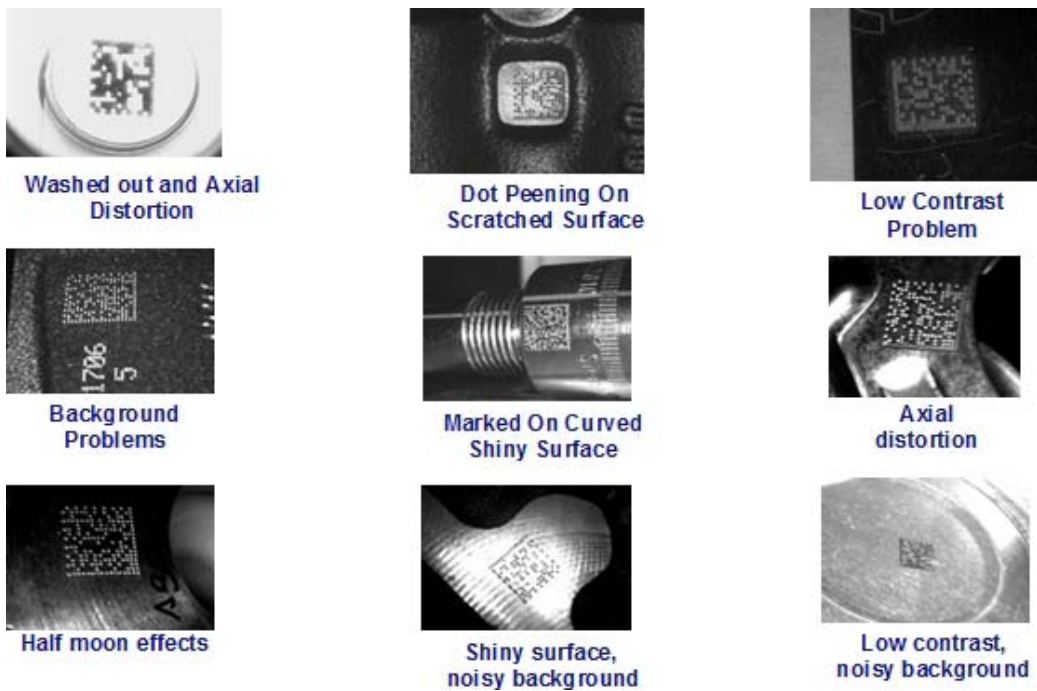 Washed out and Axial
Distortion
Dot Peening On
Scratched Surface
Low Contrast
Problem
1706
5
Background
Problems
Marked On Curved
Shiny Surface
Axial
distortion
Half moon effects
Shiny surface,
noisy background
Low contrast,
noisy background